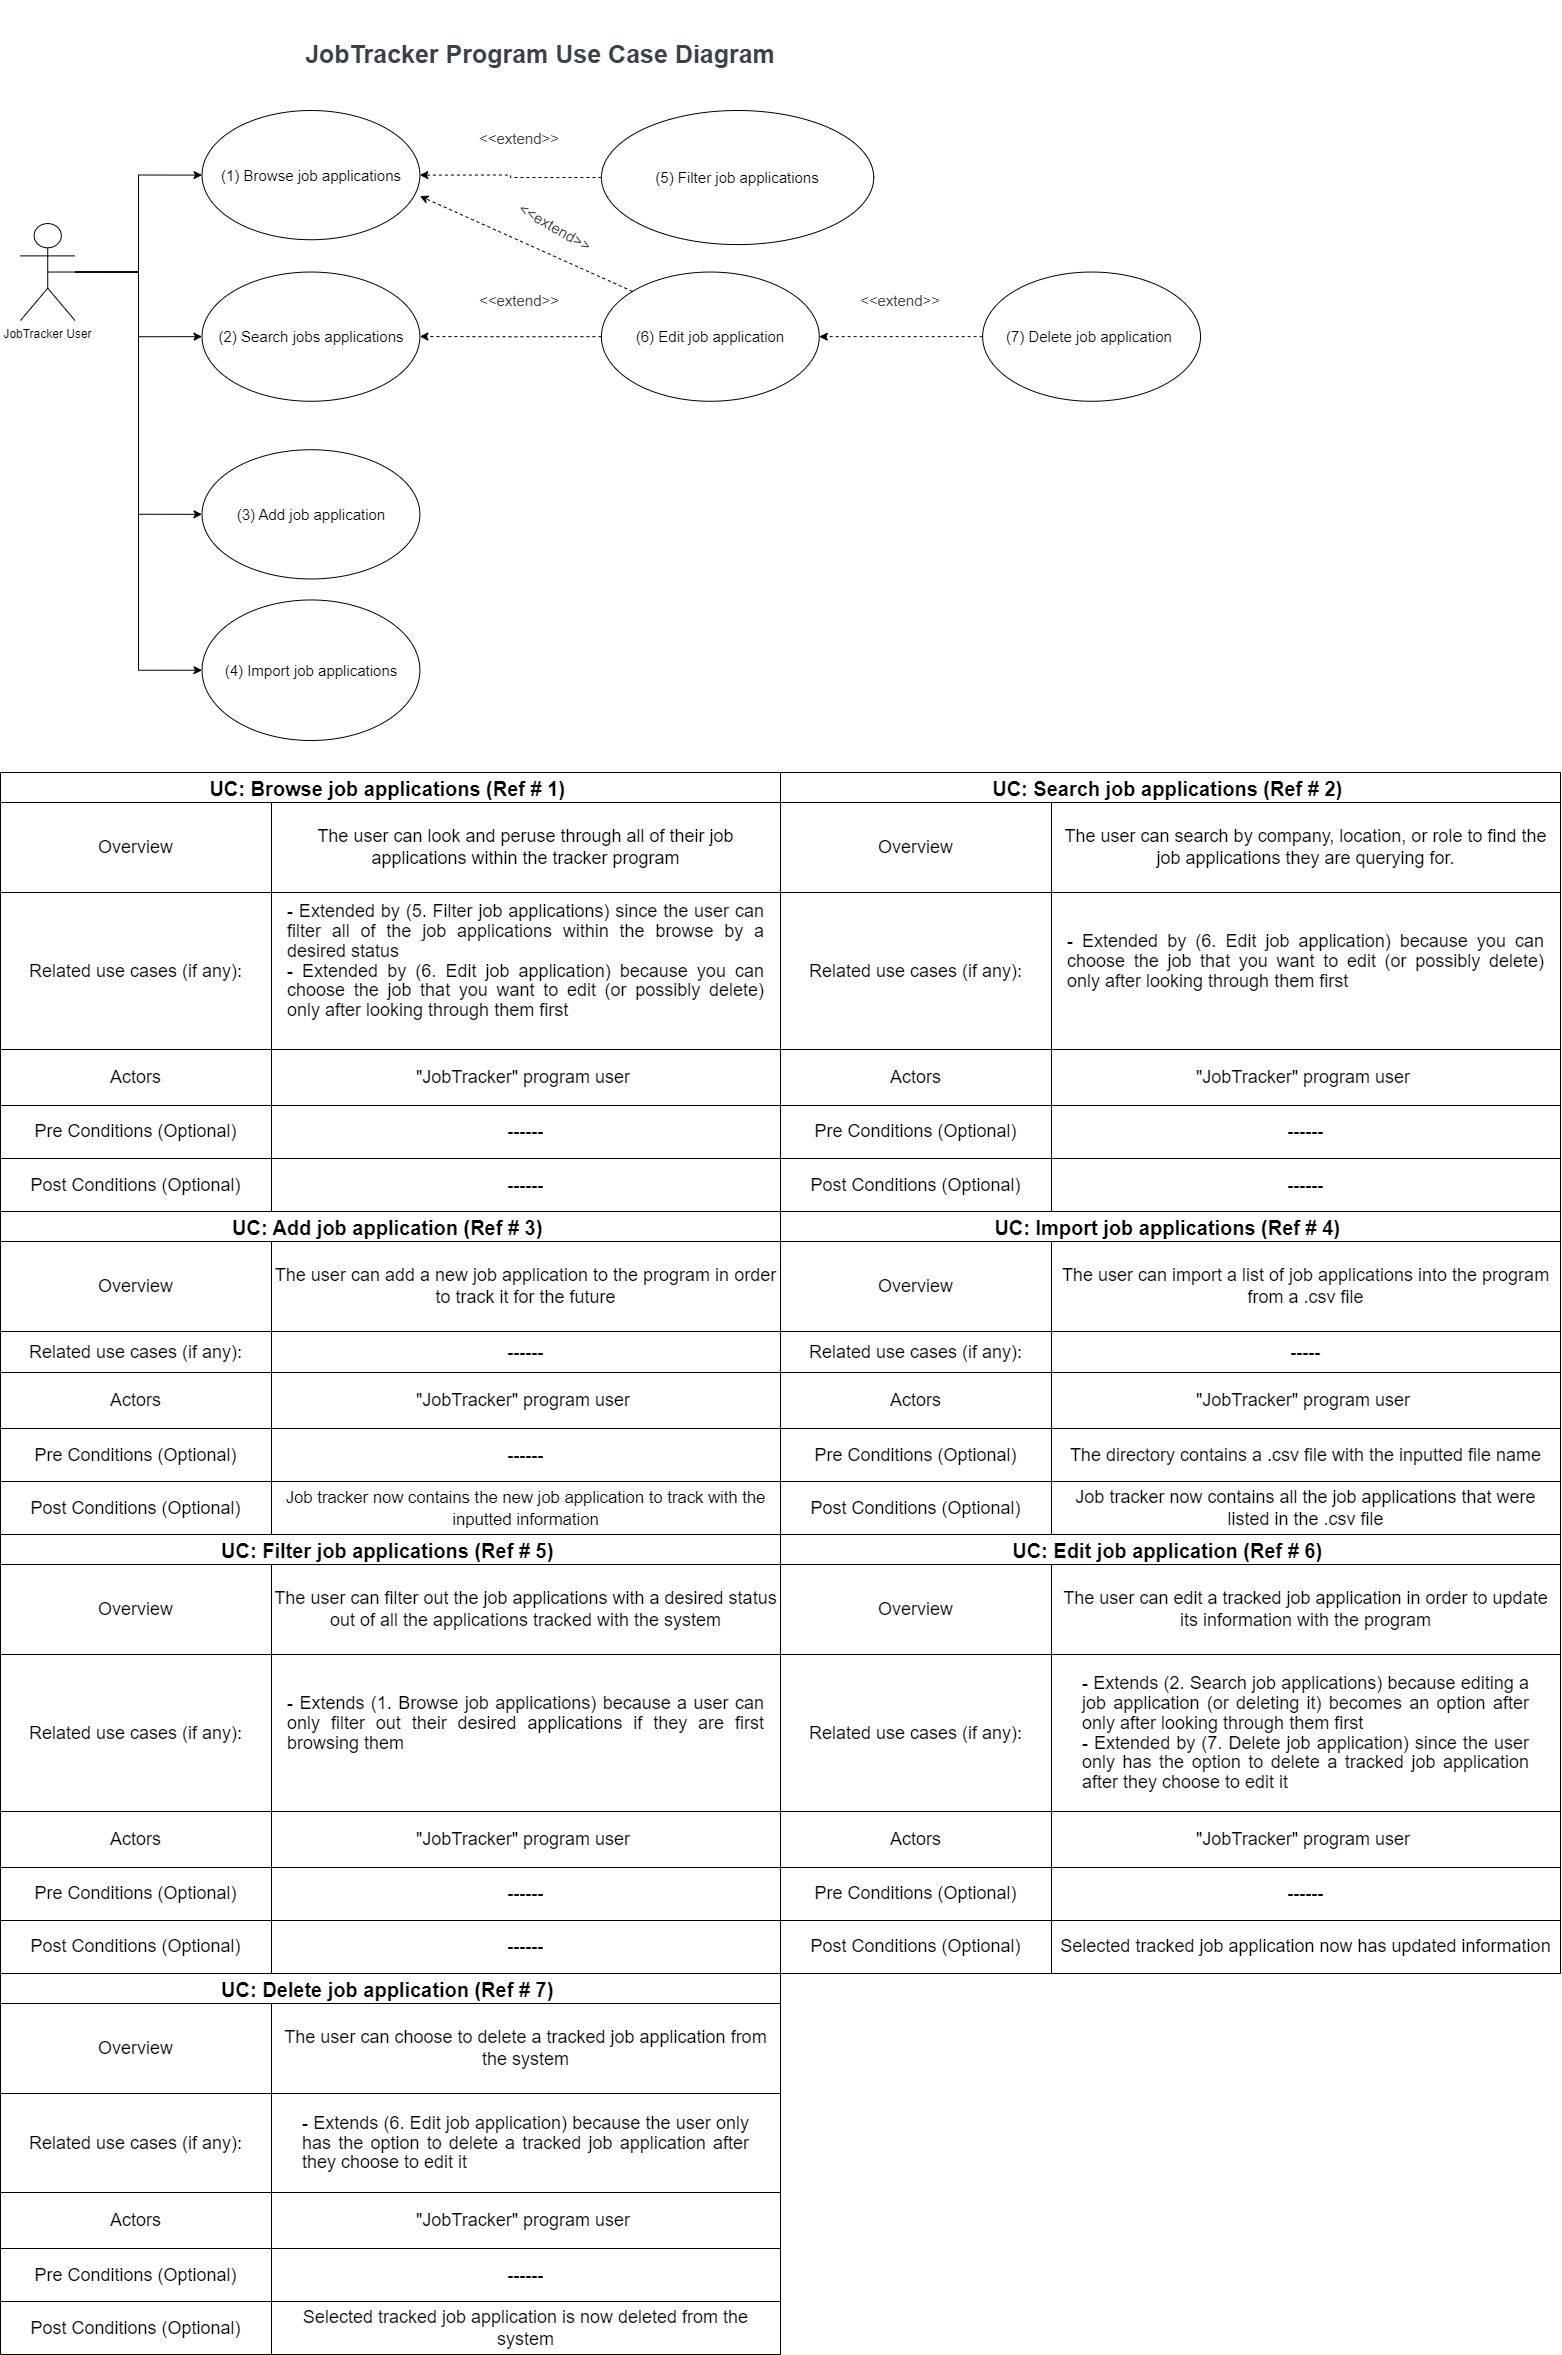 JobTracker Program Use Case Diagram
<<extend>>
(1) Browse job applications
(5) Filter job applications
<<extend>>
JobTracker User
(2) Search jobs applications
<<extend>>
(6) Edit job application
<<extend>>
(7) Delete job application
(3) Add job application
(4) Import job applications
UC: Browse job applications (Ref # 1)
Overview
The user can look and peruse through all of their job
applications within the tracker program
Related use cases (if any):
- Extended by (5. Filter job applications) since the user can
filter all of the job applications within the browse by a
desired status
- Extended by (6. Edit job application) because you can
choose the job that you want to edit (or possibly delete)
only after looking through them first
Actors
"JobTracker" program user
Pre Conditions (Optional)
------
Post Conditions (Optional)
------
UC: Search job applications (Ref # 2)
Overview
The user can search by company, location, or role to find the
job applications they are querying for.
Related use cases (if any):
- Extended by (6. Edit job application) because you can
choose the job that you want to edit (or possibly delete)
only after looking through them first
Actors
"JobTracker" program user
Pre Conditions (Optional)
------
Post Conditions (Optional)
------
UC: Add job application (Ref # 3)
Overview
The user can add a new job application to the program in order
to track it for the future
Related use cases (if any):
------
Actors
"JobTracker" program user
Pre Conditions (Optional)
------
Post Conditions (Optional)
Job tracker now contains the new job application to track with the
inputted information
UC: Import job applications (Ref # 4)
Overview
The user can import a list of job applications into the program
from a .csv file
Related use cases (if any):
-----
Actors
"JobTracker" program user
Pre Conditions (Optional)
The directory contains a .csv file with the inputted file name
Post Conditions (Optional)
Job tracker now contains all the job applications that were
listed in the .csv file
UC: Filter job applications (Ref # 5)
Overview
The user can filter out the job applications with a desired status
out of all the applications tracked with the system
Related use cases (if any):
- Extends (1. Browse job applications) because a user can
only filter out their desired applications if they are first
browsing them
Actors
"JobTracker" program user
Pre Conditions (Optional)
------
Post Conditions (Optional)
------
UC: Edit job application (Ref # 6)
Overview
The user can edit a tracked job application in order to update
its information with the program
Related use cases (if any):
- Extends (2. Search job applications) because editing a
job application (or deleting it) becomes an option after
only after looking through them first
- Extended by (7. Delete job application) since the user
only has the option to delete a tracked job application
after they choose to edit it
Actors
"JobTracker" program user
Pre Conditions (Optional)
------
Post Conditions (Optional)
Selected tracked job application now has updated information
UC: Delete job application (Ref # 7)
Overview
The user can choose to delete a tracked job application from
the system
Related use cases (if any):
- Extends (6. Edit job application) because the user only
has the option to delete a tracked job application after
they choose to edit it
Actors
"JobTracker" program user
Pre Conditions (Optional)
------
Post Conditions (Optional)
Selected tracked job application is now deleted from the
system